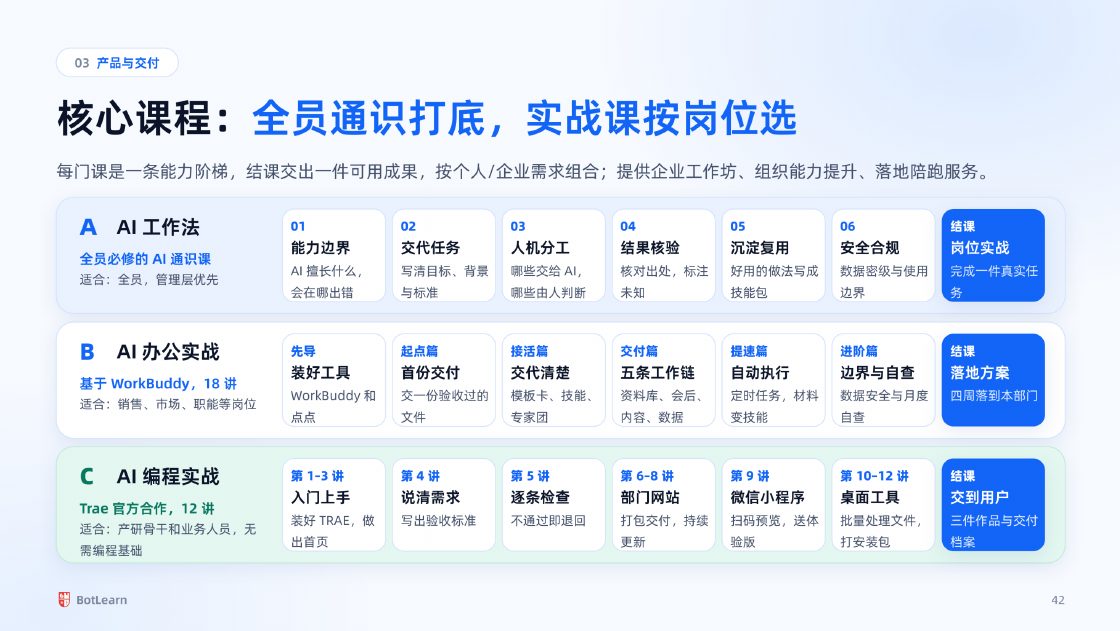 03 产品与交付
核心课程：全员通识打底，实战课按岗位选
每门课是一条能力阶梯，结课交出一件可用成果，按个人/企业需求组合；提供企业工作坊、组织能力提升、落地陪跑服务。
A AI 工作法
全员必修的 AI 通识课
适合：全员，管理层优先
01
能力边界
AI 擅长什么，
会在哪出错
02
交代任务
写清目标、背景
与标准
03
人机分工
哪些交给 AI，
哪些由人判断
04
结果核验
核对出处，标注
未知
05
沉淀复用
好用的做法写成
技能包
06
安全合规
数据密级与使用
边界
结课
岗位实战
完成一件真实任
务
B AI 办公实战
基于 WorkBuddy，18 讲
适合：销售、市场、职能等岗位
先导
装好工具
WorkBuddy 和
点点
起点篇
首份交付
交一份验收过的
文件
接活篇
交代清楚
模板卡、技能、
专家团
交付篇
五条工作链
资料库、会后、
内容、数据
提速篇
自动执行
定时任务，材料
变技能
进阶篇
边界与自查
数据安全与月度
自查
结课
落地方案
四周落到本部门
C AI 编程实战
Trae 官方合作，12 讲
适合：产研骨干和业务人员，无
需编程基础
第 1–3 讲
入门上手
装好 TRAE，做
出首页
第 4 讲
说清需求
写出验收标准
第 5 讲
逐条检查
不通过即退回
第 6–8 讲
部门网站
打包交付，持续
更新
第 9 讲
微信小程序
扫码预览，送体
验版
第 10–12 讲
桌面工具
批量处理文件，
打安装包
结课
交到用户
三件作品与交付
档案
BotLearn
42